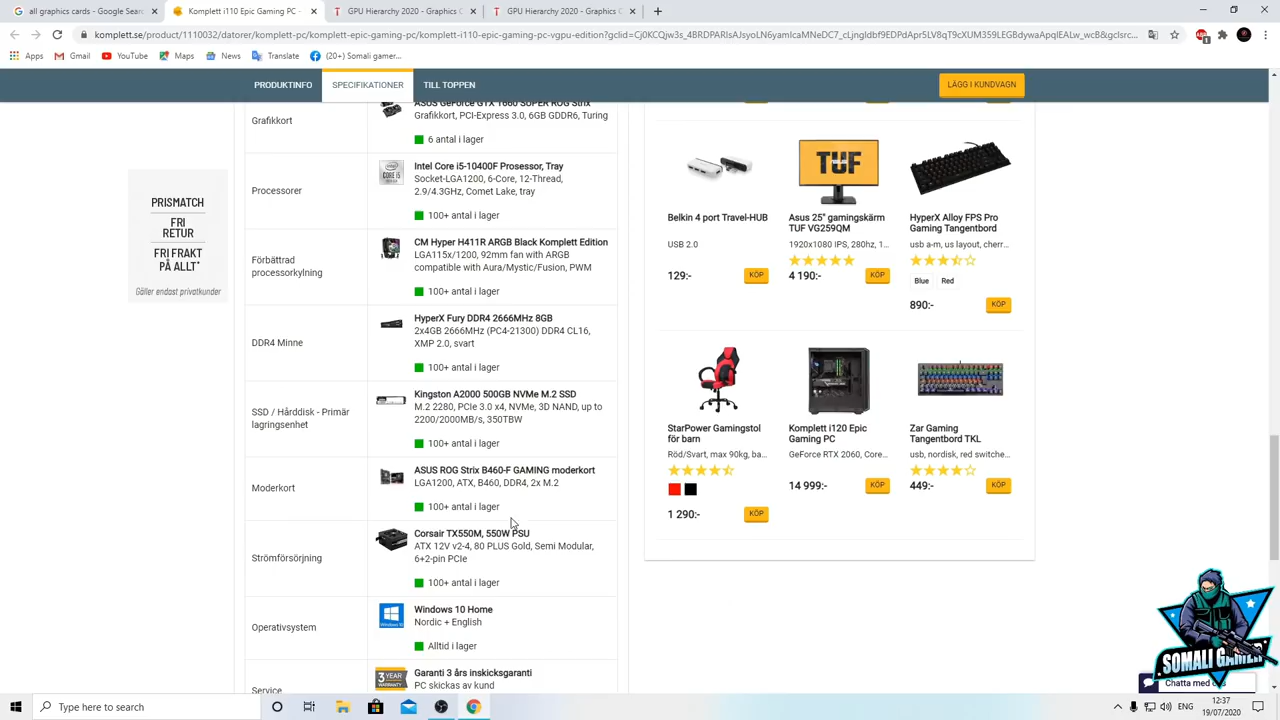 all graphics cards - Google Searc
Komplett i110 Epic Gaming PC -
GPU Hierarchy 2020 - Graphics C
GPU Hierarchy 2020 - Graphics C
komplett.se/product/1110032/datorer-pc/komplett-pc/komplett-epic-gaming-pc/komplett-i110-epic-gaming-pc-vgpu-edition?gclid=
Apps
Gmail
YouTube
Maps
News
Translate
(20+) Somali gamer...
PRODUKTINFO
SPECIFIKATIONER
TILL TOPPEN
LÄGG I KUNDVAGN
PRISMATCH
FRI
RETUR
FRI FRAKT
PÅ ALLT*
Gäller endast privatkunder
Grafikkort
ASUS GeForce GTX 1660 SUPER ROG Strix
Grafikkort, PCI-Express 3.0, 6GB GDDR6, Turing
6 antal i lager
Processorer
Intel Core i5-10400F Prosessor, Tray
Socket-LGA1200, 6-Core, 12-Thread,
2.9/4.3GHz, Comet Lake, tray
100+ antal i lager
Förbättrad
processorkylning
CM Hyper H411R ARGB Black Komplett Edition
LGA115x/1200, 92mm fan with ARGB
compatible with Aura/Mystic/Fusion, PWM
100+ antal i lager
DDR4 Minne
HyperX Fury DDR4 2666MHz 8GB
2x4GB 2666MHz (PC4-21300) DDR4 CL16,
XMP 2.0, svart
100+ antal i lager
SSD / Hårddisk - Primär
lagringsenhet
Kingston A2000 500GB NVMe M.2 SSD
M.2 2280, PCIe 3.0 x4, NVMe, 3D NAND, up to
2200/2000MB/s, 350TBW
100+ antal i lager
Moderkort
ASUS ROG Strix B460-F GAMING moderkort
LGA1200, ATX, B460, DDR4, 2x M.2
100+ antal i lager
Strömförsörjning
Corsair TX550M, 550W PSU
ATX 12V v2-4, 80 PLUS Gold, Semi Modular,
6+2-pin PCIe
100+ antal i lager
Operativsystem
Windows 10 Home
Nordic + English
Alltid i lager
Service
3 YEAR
WARRANTY
Garanti 3 års inskicksgaranti
PC skickas av kund
TUF
Belkin 4 port Travel-HUB
USB 2.0
129:-
KÖP
Asus 25" gamingskärm
TUF VG259QM
1920x1080 IPS, 280hz, 1...
4 190:-
KÖP
HyperX Alloy FPS Pro
Gaming Tangentbord
usb a-m, us layout, cherr...
Blue
Red
890:-
KÖP
StarPower Gamingstol
för barn
Röd/Svart, max 90kg, ba...
1 290:-
KÖP
Komplett i120 Epic
Gaming PC
GeForce RTX 2060, Core...
14 999:-
KÖP
Zar Gaming
Tangentbord TKL
usb, nordisk, red switche...
449:-
KÖP
SOMALI GAMER
Chatta med
Type here to search
ENG
12:37
19/07/2020